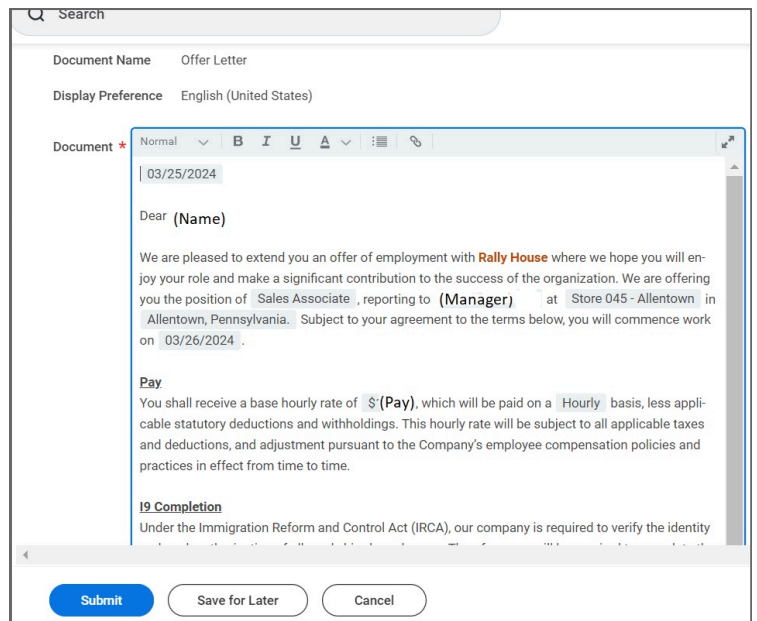 Search
Document Name Offer Letter
Display Preference English (United States)
Document *
Normal B I U A
03/25/2024
Dear (Name)
We are pleased to extend you an offer of employment with Rally House where we hope you will en-
joy your role and make a significant contribution to the success of the organization. We are offering
you the position of Sales Associate , reporting to (Manager) at Store 045 - Allentown in
Allentown, Pennsylvania. Subject to your agreement to the terms below, you will commence work
on 03/26/2024 .
Pay
You shall receive a base hourly rate of $ (Pay), which will be paid on a Hourly basis, less appli-
cable statutory deductions and withholdings. This hourly rate will be subject to all applicable taxes
and deductions, and adjustment pursuant to the Company's employee compensation policies and
practices in effect from time to time.
I9 Completion
Under the Immigration Reform and Control Act (IRCA), our company is required to verify the identity
Submit Save for Later Cancel